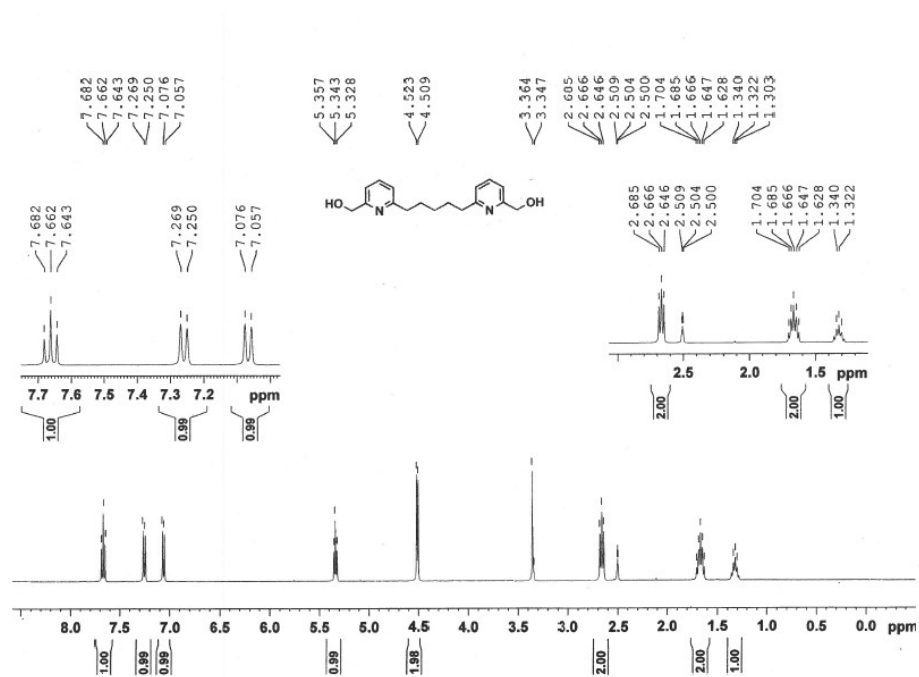 7.682 7.662 7.643 7.269 7.250 7.076 7.057 5.357 5.343 5.328 4.523 4.509 3.364 3.347 2.685 2.666 2.646 2.509 2.504 2.500 1.704 1.685 1.666 1.647 1.628 1.340 1.322 1.303
HO N N OH
7.682 7.662 7.643 7.269 7.250 7.076 7.057
2.685 2.666 2.646 2.509 2.504 2.500 1.704 1.685 1.666 1.647 1.628 1.340 1.322
2.5 2.0 1.5 ppm
7.7 7.6 7.5 7.4 7.3 7.2 ppm
2.00 2.00 1.00
1.00 0.99 0.99
8.0 7.5 7.0 6.5 6.0 5.5 5.0 4.5 4.0 3.5 3.0 2.5 2.0 1.5 1.0 0.5 0.0 ppm
1.00 0.99 0.99 0.99 1.98 2.00 2.00 1.00